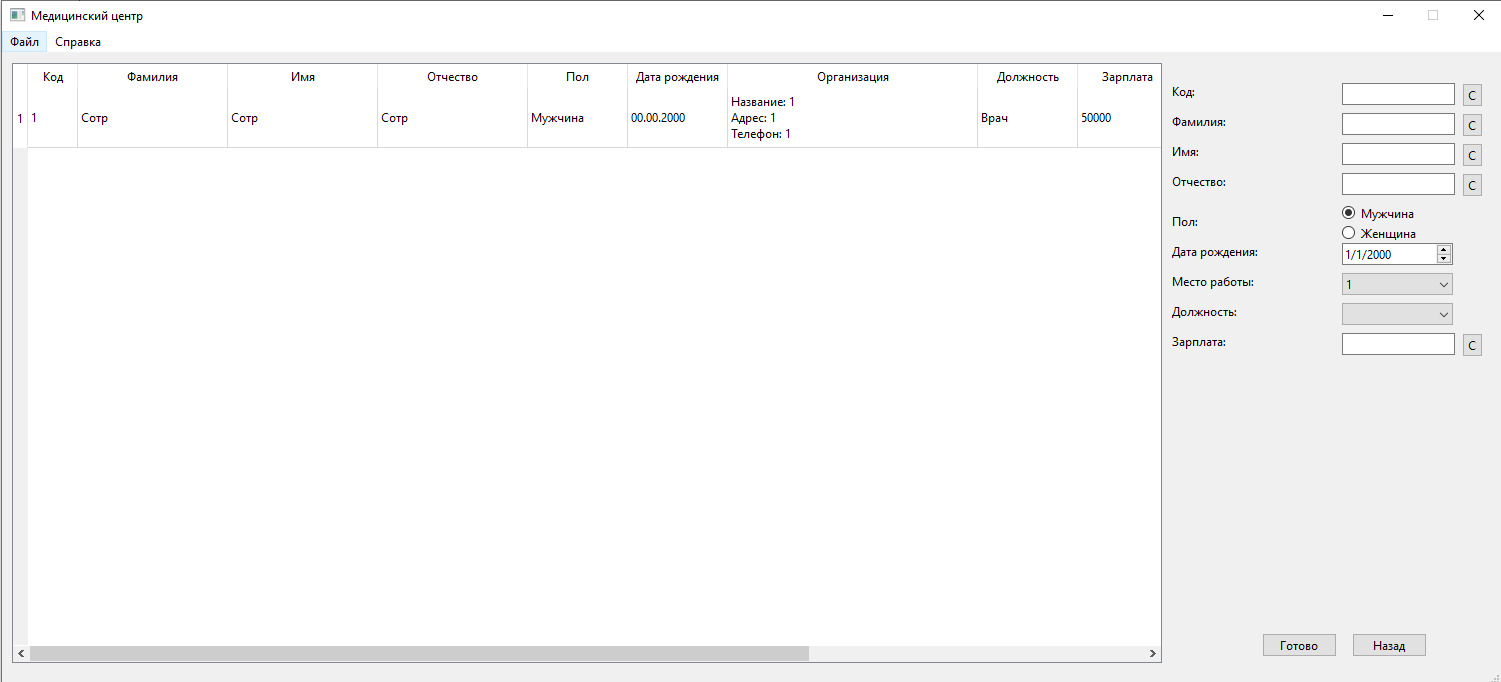 Медицинский центр
Файл Справка
Код Фамилия Имя Отчество Пол Дата рождения Организация Должность Зарплата
1 1 Сотр Сотр Сотр Мужчина 00.00.2000 Название: 1 Врач 50000
Адрес: 1
Телефон: 1
Код: C
Фамилия: C
Имя: C
Отчество: C
Пол: Мужчина
Женщина
Дата рождения: 1/1/2000
Место работы: 1
Должность:
Зарплата: C
Готово Назад